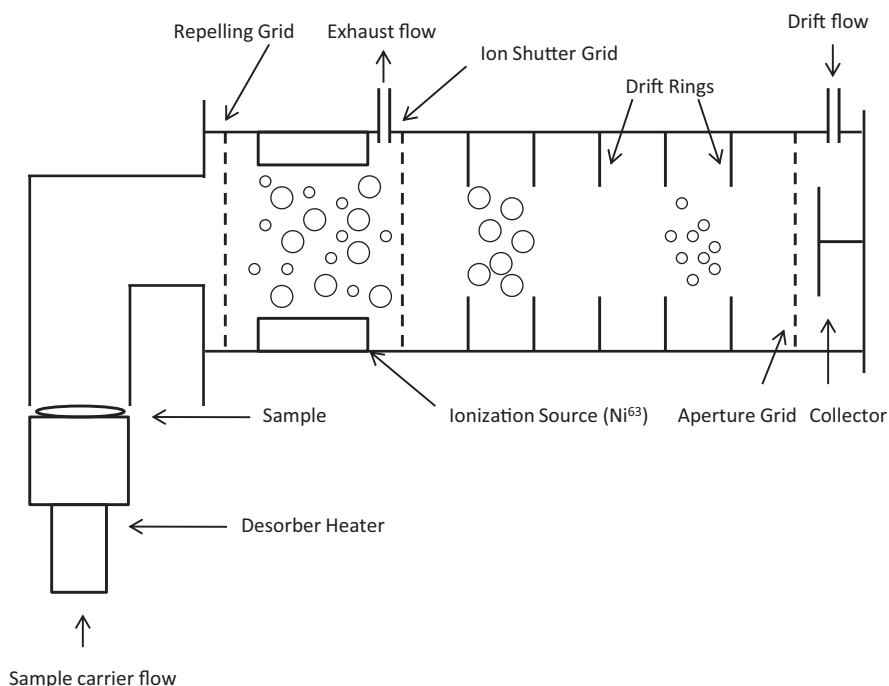 Repelling Grid
Exhaust flow
Ion Shutter Grid
Drift Rings
Drift flow
Sample
Ionization Source (Ni⁶³)
Aperture Grid
Collector
Desorber Heater
Sample carrier flow